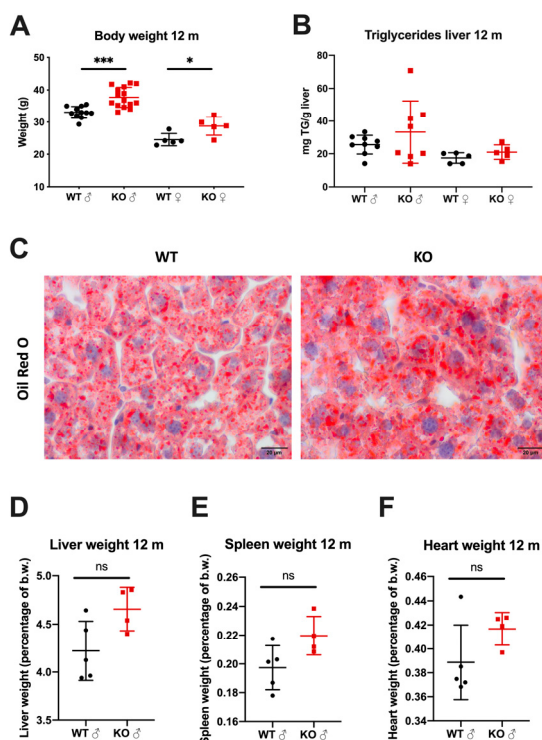 A
Body weight 12 m
***
*
Weight (g)
40
30
20
10
WT ♂
KO ♂
WT ♀
KO ♀
B
Triglycerides liver 12 m
mg TG/g liver
80
60
40
20
0
WT ♂
KO ♂
WT ♀
KO ♀
C
WT
KO
Oil Red O
20 µm
20 µm
D
Liver weight 12 m
ns
Liver weight (percentage of b.w.)
5.0
4.5
4.0
3.5
WT ♂
KO ♂
E
Spleen weight 12 m
ns
Spleen weight (percentage of b.w.)
0.26
0.24
0.22
0.20
0.18
0.16
WT ♂
KO ♂
F
Heart weight 12 m
ns
Heart weight (percentage of b.w.)
0.46
0.44
0.42
0.40
0.38
0.36
WT ♂
KO ♂